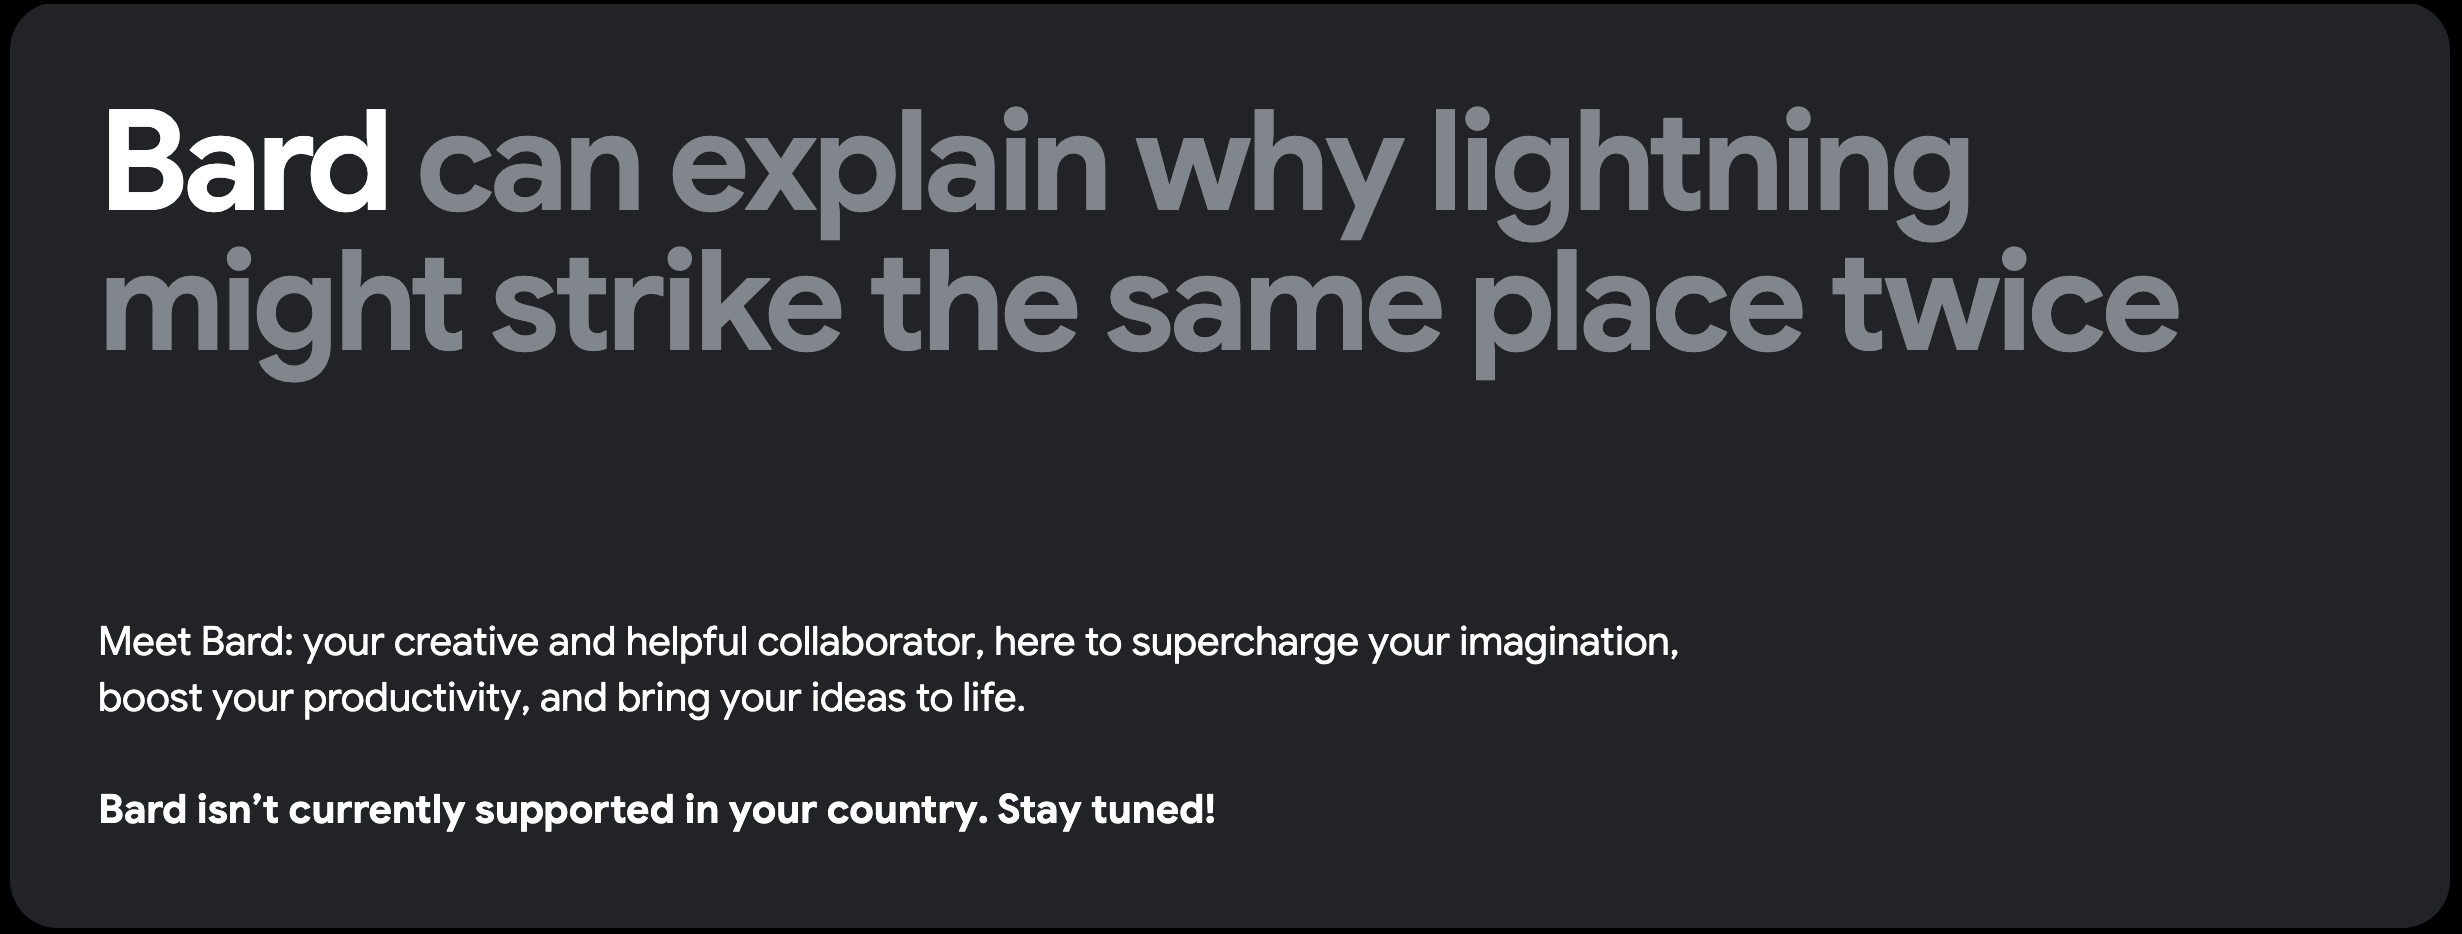 Bard can explain why lightning
might strike the same place twice
Meet Bard: your creative and helpful collaborator, here to supercharge your imagination,
boost your productivity, and bring your ideas to life.
Bard isn’t currently supported in your country. Stay tuned!